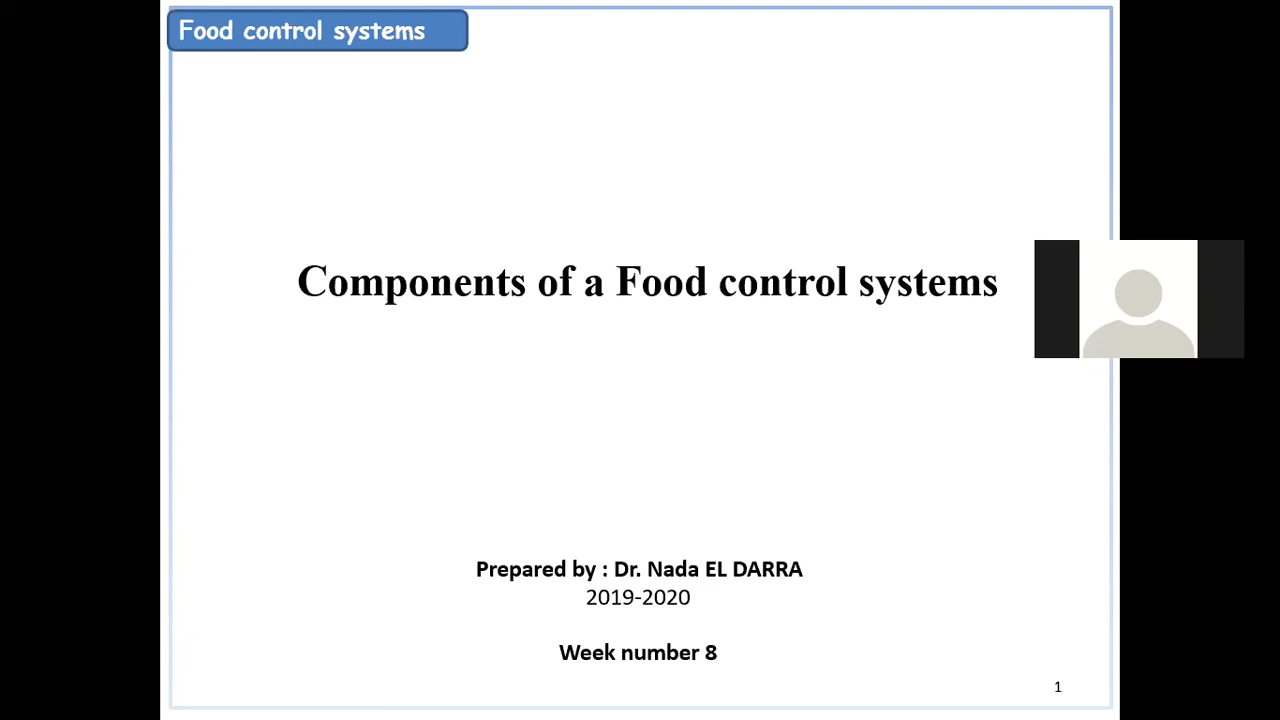 Food control systems
Components of a Food control systems
Prepared by : Dr. Nada EL DARRA
2019-2020
Week number 8
1